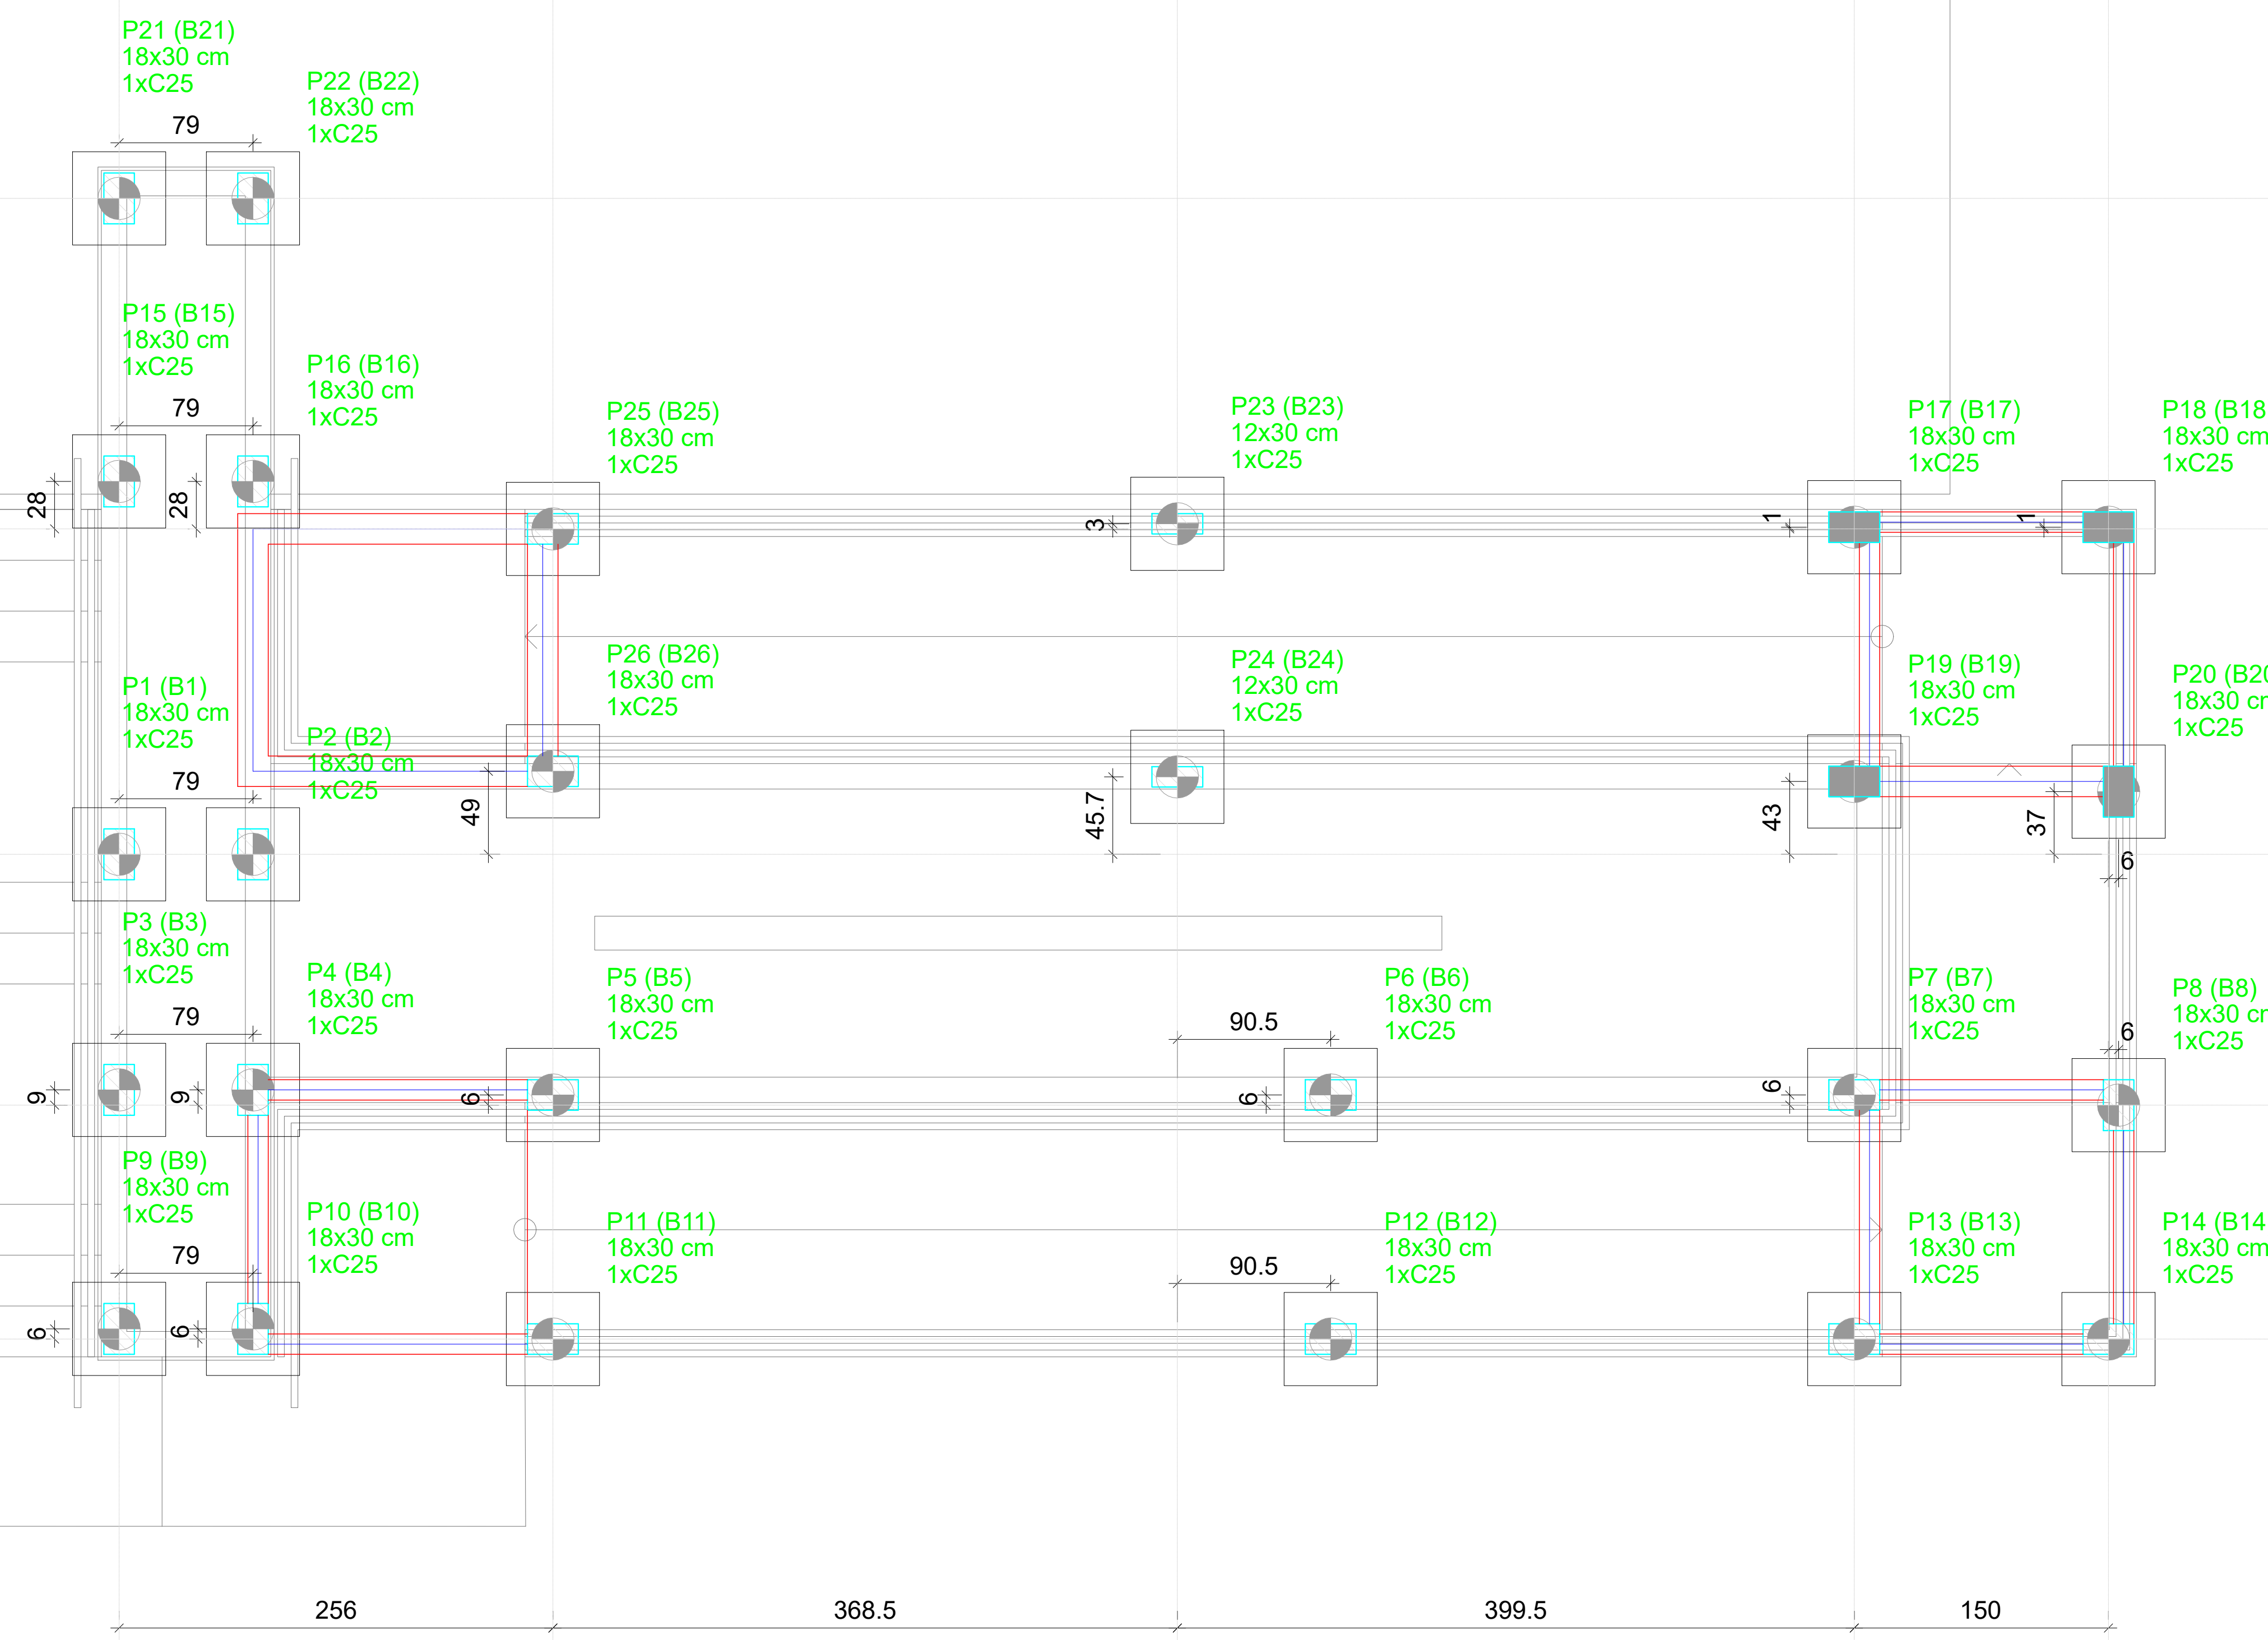 P21 (B21)
18x30 cm
1xC25
P22 (B22)
18x30 cm
1xC25
79
P15 (B15)
18x30 cm
1xC25
P16 (B16)
18x30 cm
1xC25
79
28
28
P25 (B25)
18x30 cm
1xC25
P23 (B23)
12x30 cm
1xC25
3
P17 (B17)
18x30 cm
1xC25
1
P18 (B18
18x30 cm
1xC25
1
P1 (B1)
18x30 cm
1xC25
P2 (B2)
18x30 cm
1xC25
79
P26 (B26)
18x30 cm
1xC25
49
P24 (B24)
12x30 cm
1xC25
45.7
P19 (B19)
18x30 cm
1xC25
43
P20 (B20
18x30 cm
1xC25
37
6
P3 (B3)
18x30 cm
1xC25
P4 (B4)
18x30 cm
1xC25
79
9
9
P5 (B5)
18x30 cm
1xC25
6
P6 (B6)
18x30 cm
1xC25
90.5
6
P7 (B7)
18x30 cm
1xC25
6
P8 (B8)
18x30 cm
1xC25
6
P9 (B9)
18x30 cm
1xC25
P10 (B10)
18x30 cm
1xC25
79
6
6
P11 (B11)
18x30 cm
1xC25
P12 (B12)
18x30 cm
1xC25
90.5
P13 (B13)
18x30 cm
1xC25
P14 (B14
18x30 cm
1xC25
256
368.5
399.5
150